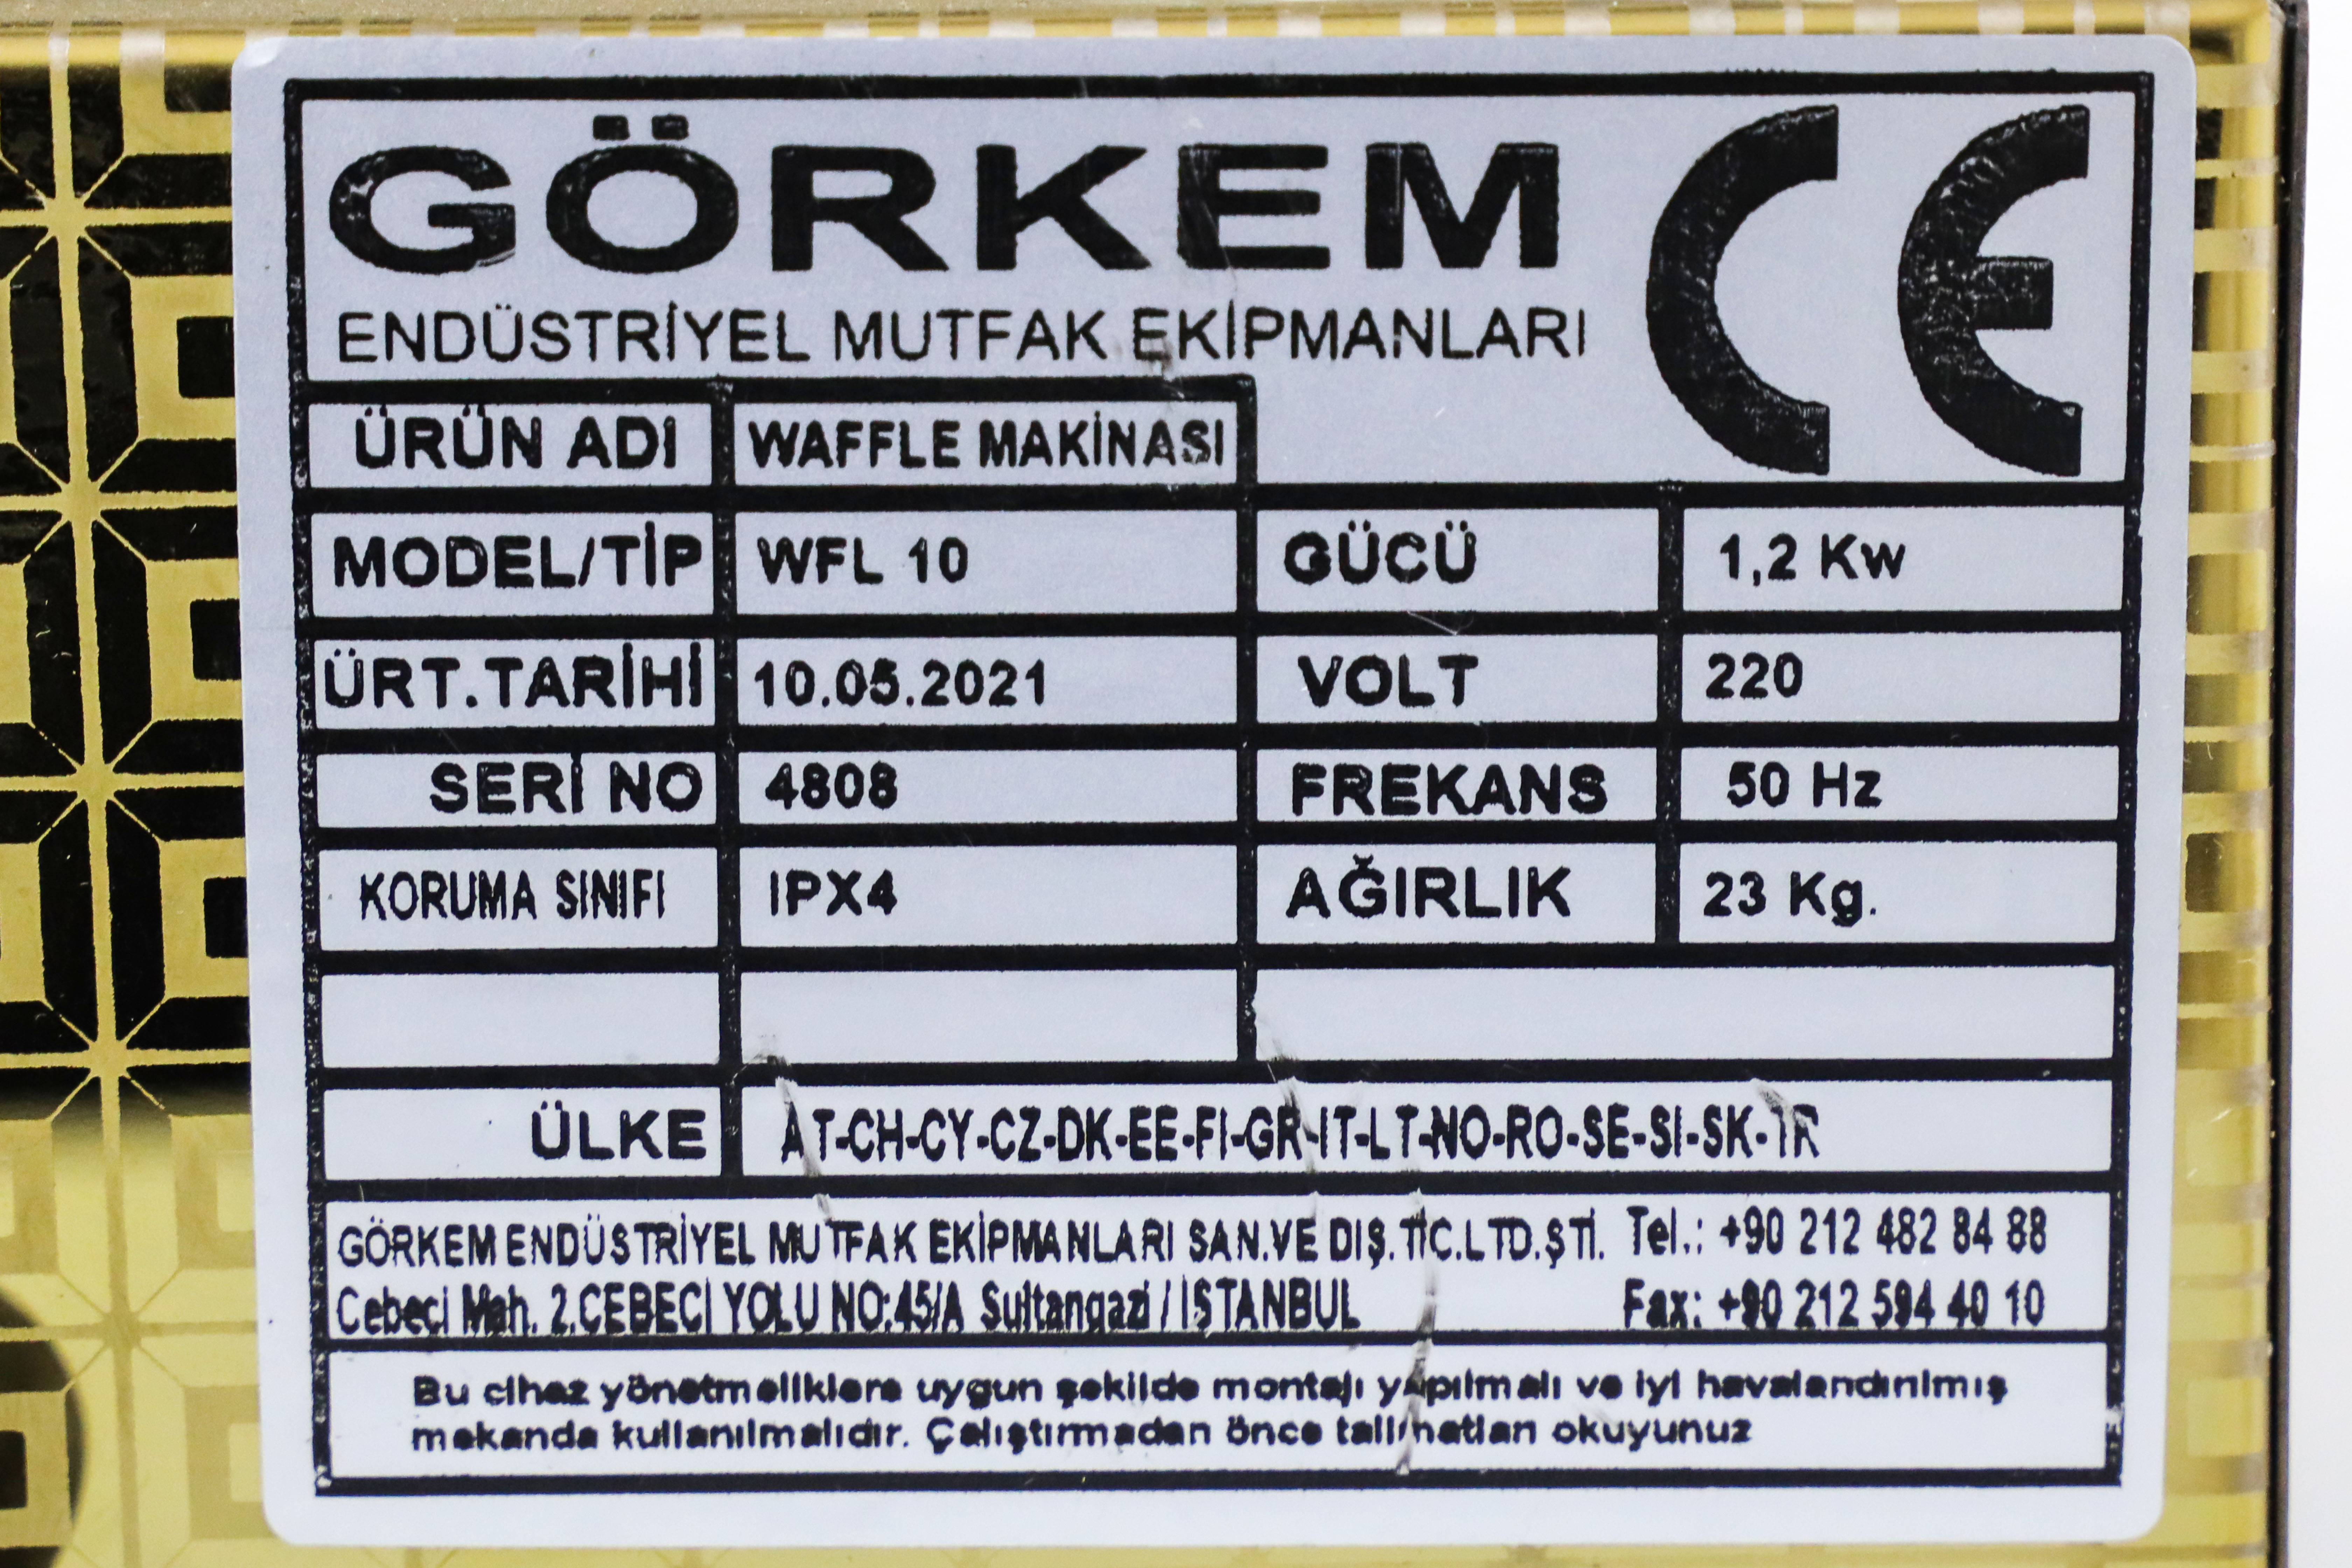 GÖRKEM
ENDÜSTRİYEL MUTFAK EKİPMANLARI
CE
ÜRÜN ADI WAFFLE MAKİNASI
MODEL/TİP WFL 10 GÜCÜ 1,2 Kw
ÜRT.TARİHİ 10.05.2021 VOLT 220
SERİ NO 4808 FREKANS 50 Hz
KORUMA SINIFI IPX4 AĞIRLIK 23 Kg.
ÜLKE AT-CH-CY-CZ-DK-EE-FI-GR-IT-LT-NO-RO-SE-SI-SK-TR
GÖRKEM ENDÜSTRİYEL MUTFAK EKİPMANLARI SAN.VE DIŞ.TİC.LTD.ŞTİ. Tel.: +90 212 482 84 88
Cebeci Mah. 2.CEBECİ YOLU NO:45/A Sultangazi / İSTANBUL Fax: +90 212 594 40 10
Bu cihaz yönetmeliklere uygun şekilde montajı yapılmalı ve iyi havalandırılmış
mekanda kullanılmalıdır. Çalıştırmadan önce talimatları okuyunuz